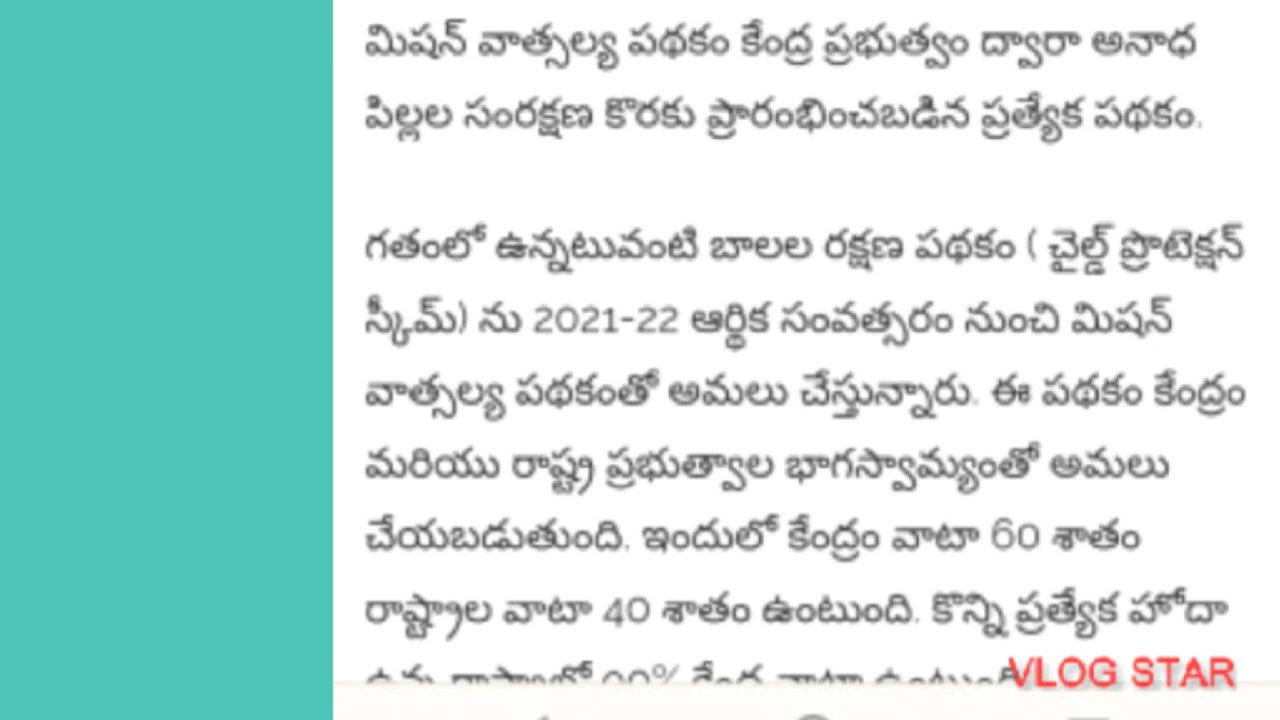 మిషన్ వాత్సల్య పథకం కేంద్ర ప్రభుత్వం ద్వారా అనాధ
పిల్లల సంరక్షణ కొరకు ప్రారంభించబడిన ప్రత్యేక పథకం.
గతంలో ఉన్నటువంటి బాలల రక్షణ పథకం ( చైల్డ్ ప్రొటెక్షన్
స్కీమ్) ను 2021-22 ఆర్థిక సంవత్సరం నుంచి మిషన్
వాత్సల్య పథకంతో అమలు చేస్తున్నారు. ఈ పథకం కేంద్రం
మరియు రాష్ట్ర ప్రభుత్వాల భాగస్వామ్యంతో అమలు
చేయబడుతుంది. ఇందులో కేంద్రం వాటా 60 శాతం
రాష్ట్రాల వాటా 40 శాతం ఉంటుంది. కొన్ని ప్రత్యేక హోదా
VLOG STAR